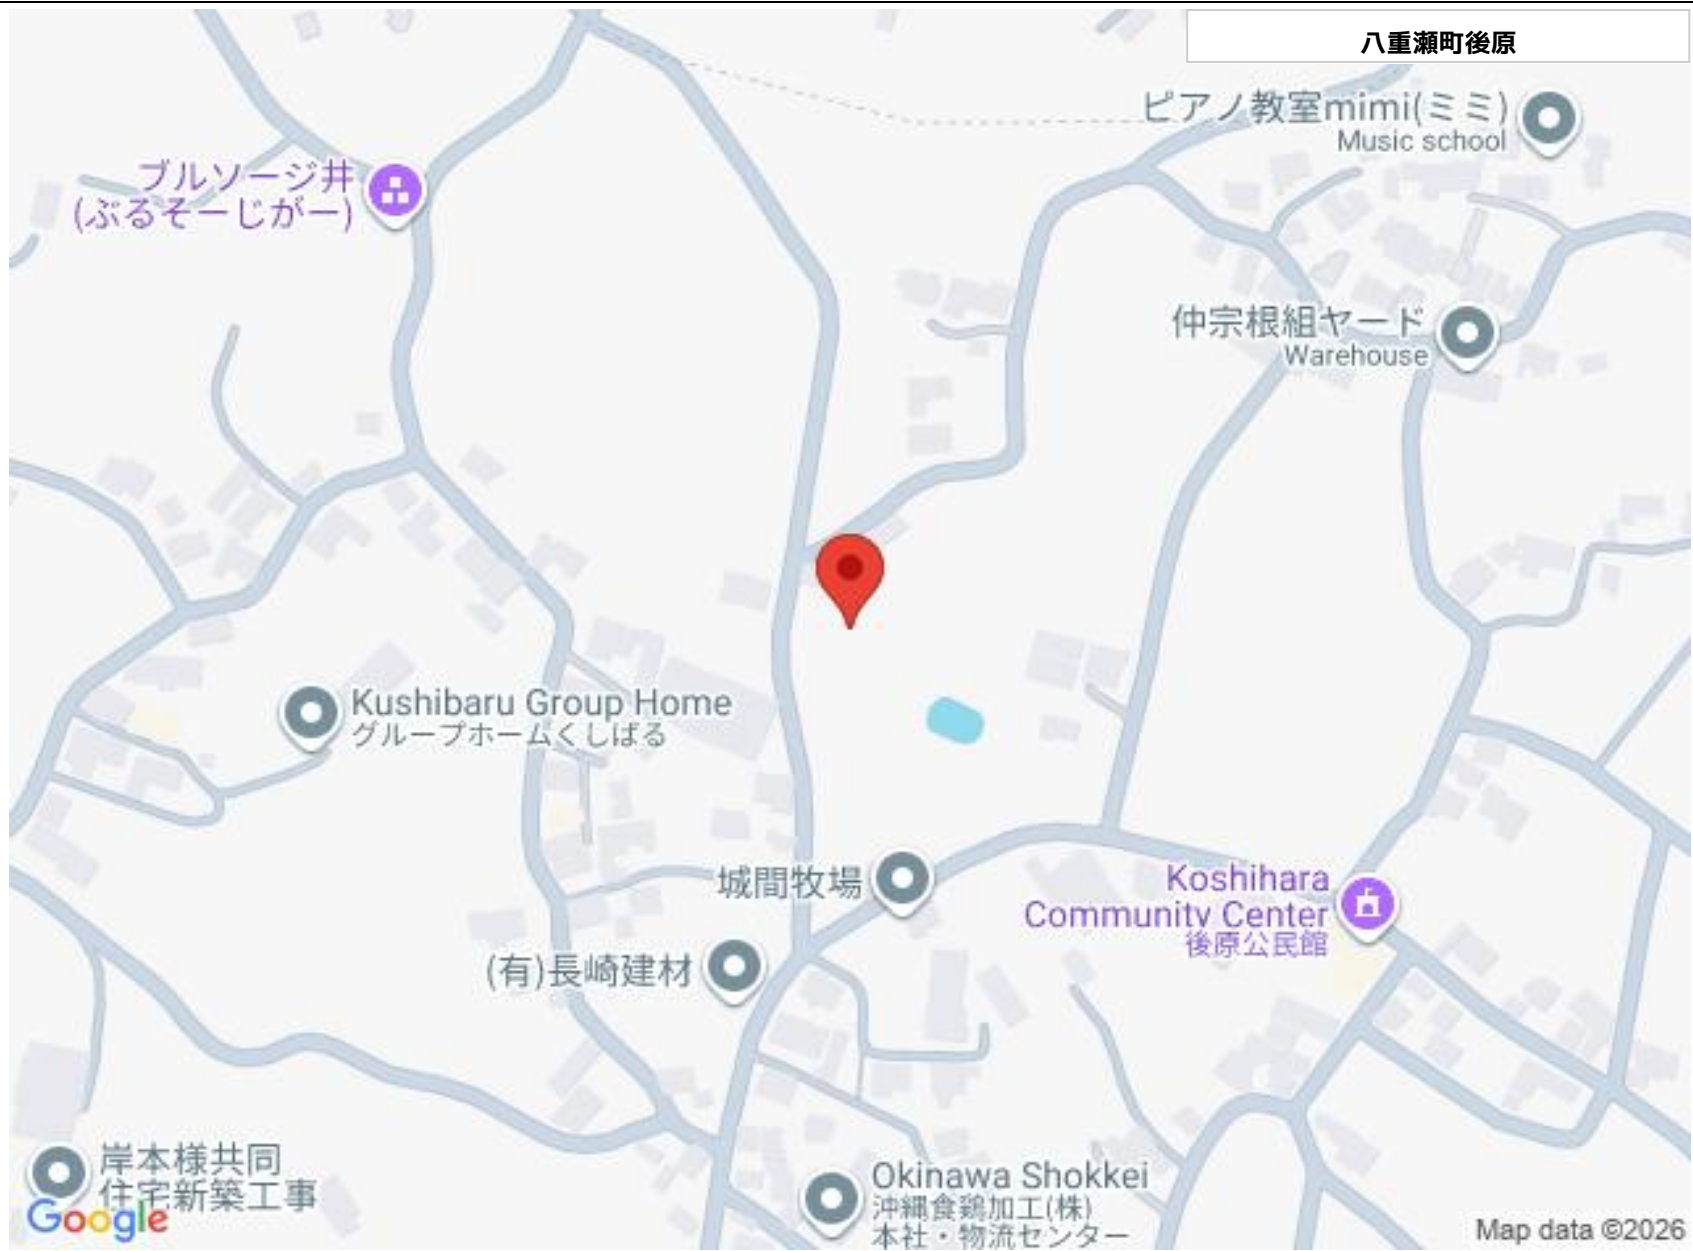 八重瀬町後原
ピアノ教室mimi(ミミ)
Music school
ブルソージ井
(ぶるそーじがー)
仲宗根組ヤード
Warehouse
Kushibaru Group Home
グループホームくしばる
城間牧場
Koshihara
Community Center
後原公民館
(有)長崎建材
岸本様共同
住宅新築工事
Okinawa Shokkei
沖縄食鶏加工(株)
本社・物流センター
Google
Map data ©2026